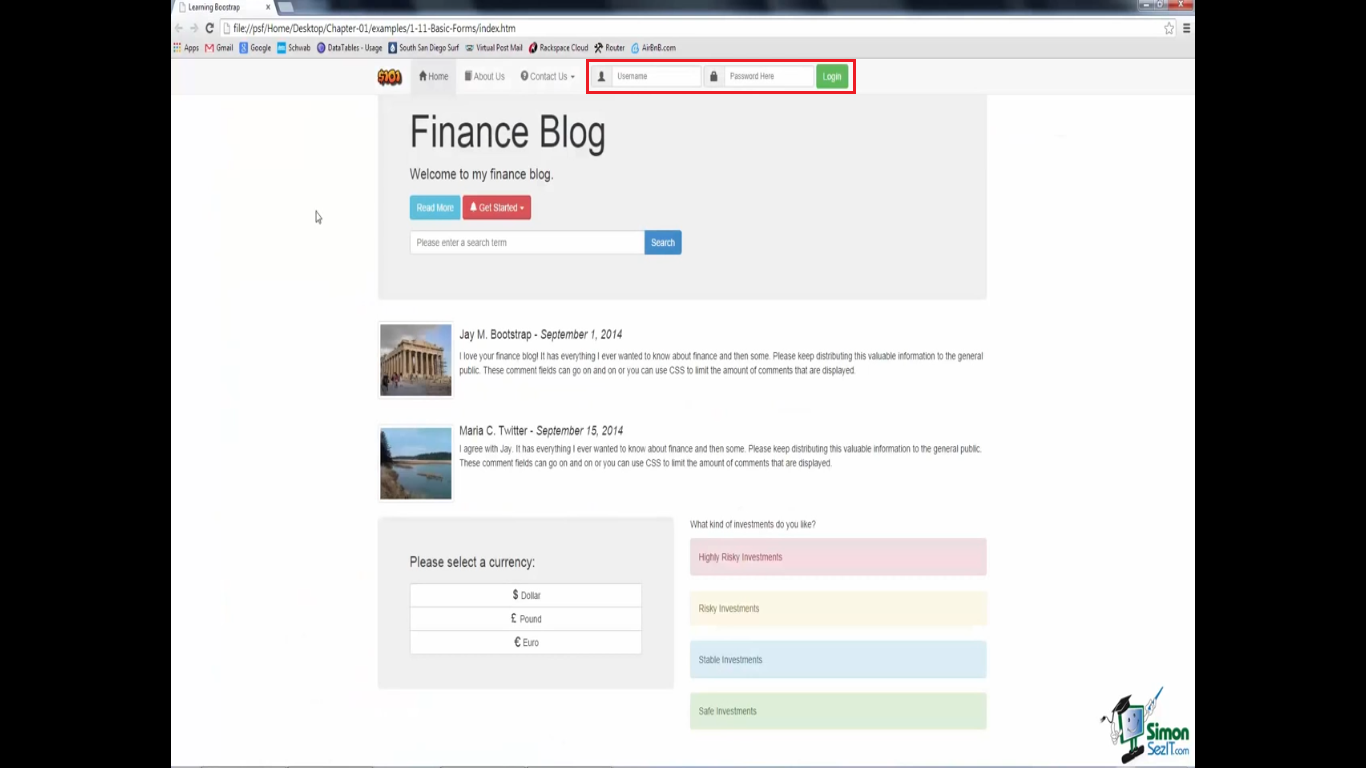 Learning Boostrap
file://psf/Home/Desktop/Chapter-01/examples/1-11-Basic-Forms/index.htm
Apps Gmail Google Schwab DataTables - Usage South San Diego Surf Virtual Post Mail Rackspace Cloud Router AirBnB.com
$101 Home About Us Contact Us Username Password Here Login
Finance Blog
Welcome to my finance blog.
Read More Get Started
Please enter a search term Search
Jay M. Bootstrap - September 1, 2014
I love your finance blog! It has everything I ever wanted to know about finance and then some. Please keep distributing this valuable information to the general
public. These comment fields can go on and on or you can use CSS to limit the amount of comments that are displayed.
Maria C. Twitter - September 15, 2014
I agree with Jay. It has everything I ever wanted to know about finance and then some. Please keep distributing this valuable information to the general public.
These comment fields can go on and on or you can use CSS to limit the amount of comments that are displayed.
What kind of investments do you like?
Please select a currency:
$ Dollar
£ Pound
€ Euro
Highly Risky Investments
Risky Investments
Stable Investments
Safe Investments
Simon
SezIT.com